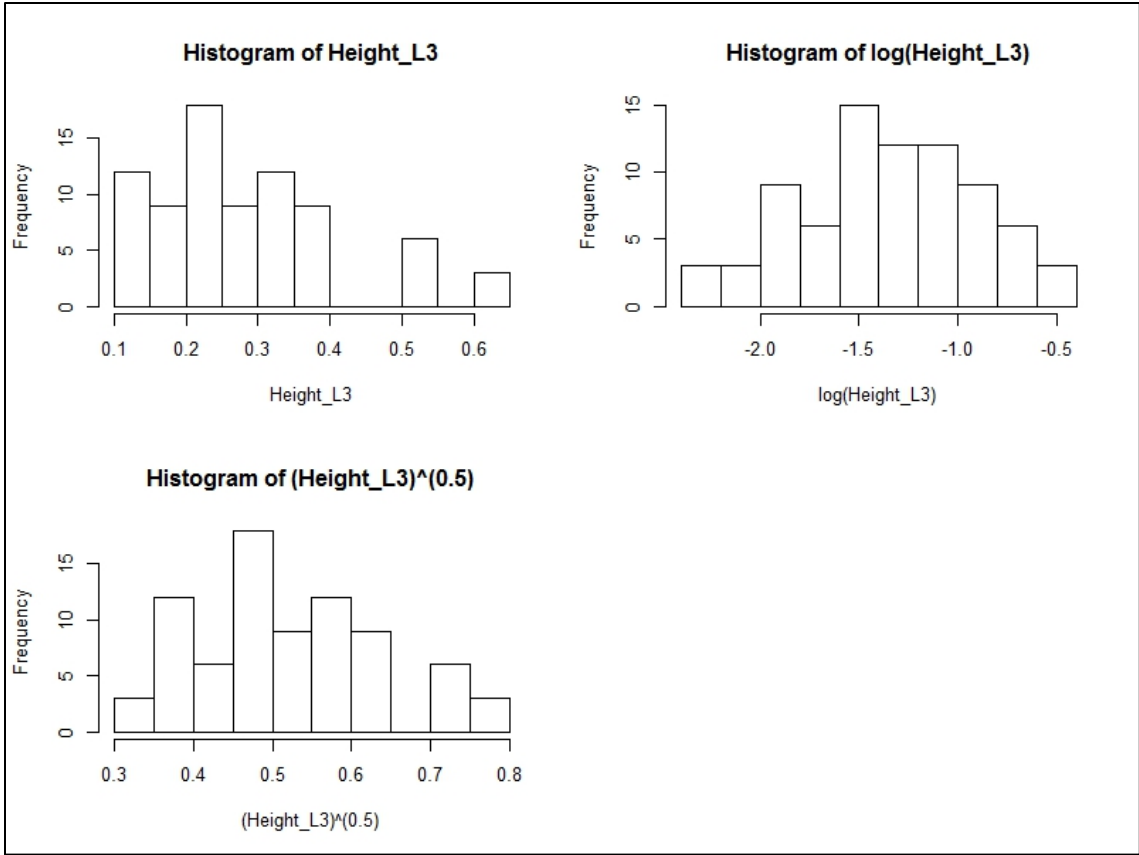 Histogram of Height_L3
Frequency
15
10
5
0
0.1 0.2 0.3 0.4 0.5 0.6
Height_L3
Histogram of log(Height_L3)
Frequency
15
10
5
0
-2.0 -1.5 -1.0 -0.5
log(Height_L3)
Histogram of (Height_L3)^(0.5)
Frequency
15
10
5
0
0.3 0.4 0.5 0.6 0.7 0.8
(Height_L3)^(0.5)